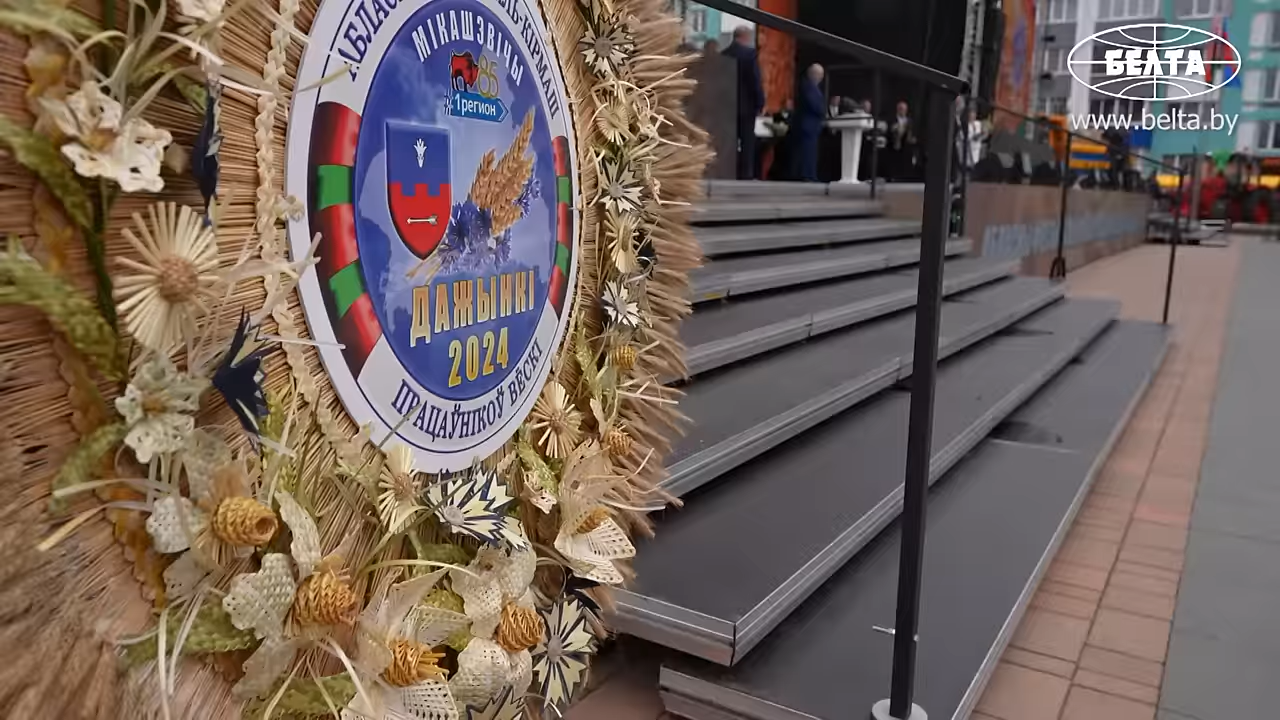 МІКАШЭВІЧЫ
85
#1регион
ДАЖЫНКІ
2024
ПРАЦАЎНІКОЎ ВЁСКІ
БЕЛТА
www.belta.by